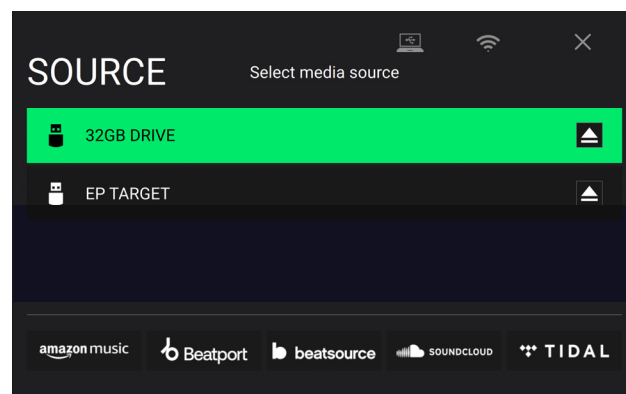 SOURCE
Select media source
32GB DRIVE
EP TARGET
amazon music
Beatport
beatsource
SOUNDCLOUD
TIDAL